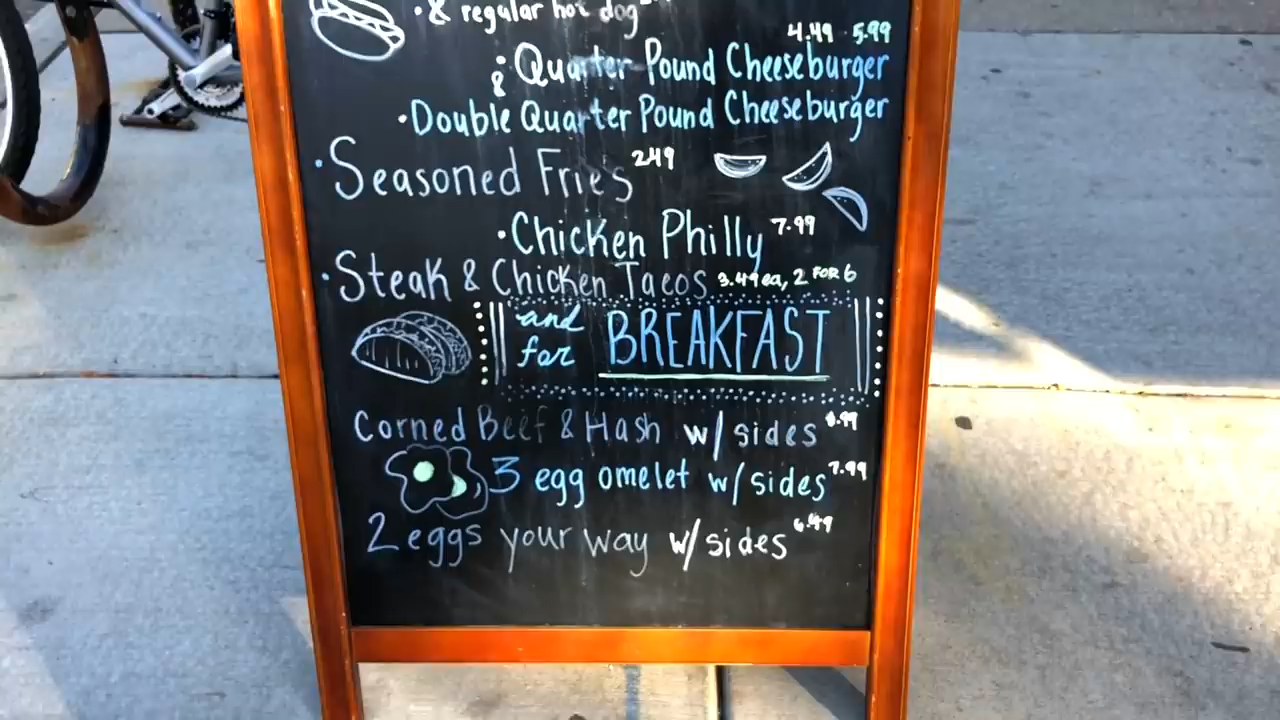 · & regular hot dog
4.49 5.99
· & Quarter Pound Cheeseburger
· Double Quarter Pound Cheeseburger
· Seasoned Fries 2.49
· Chicken Philly 7.99
· Steak & Chicken Tacos 3.49 ea, 2 FOR 6
and for BREAKFAST
Corned Beef & Hash w/ sides 8.99
3 egg omelet w/ sides 7.99
2 eggs your way w/ sides 6.49